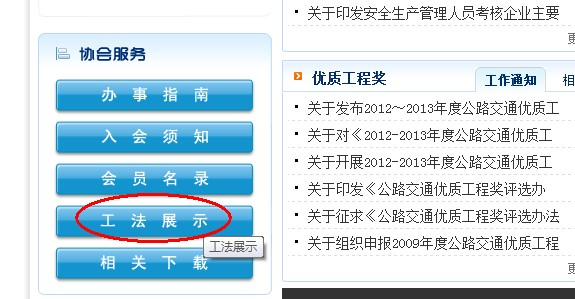 关于印发安全生产管理人员考核企业主要
协会服务
办事指南
入会须知
会员名录
工法展示
工法展示
相关下载
优质工程奖
工作通知
相
关于发布2012～2013年度公路交通优质工
关于对《2012-2013年度公路交通优质工
关于开展2012-2013年度公路交通优质工
关于印发《公路交通优质工程奖评选办
关于征求《公路交通优质工程奖评选办法
关于组织申报2009年度公路交通优质工程